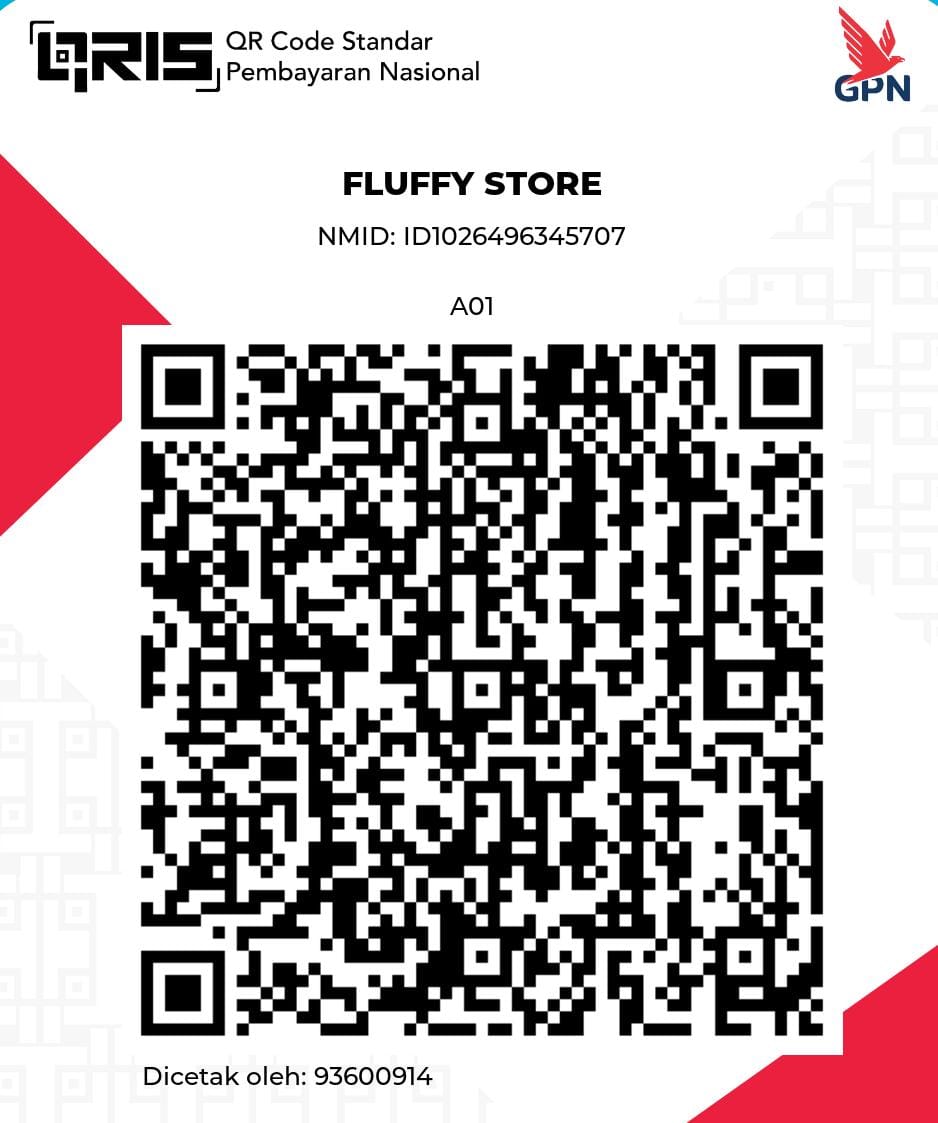 QRIS
QR Code Standar
Pembayaran Nasional
GPN
FLUFFY STORE
NMID: ID1026496345707
A01
Dicetak oleh: 93600914